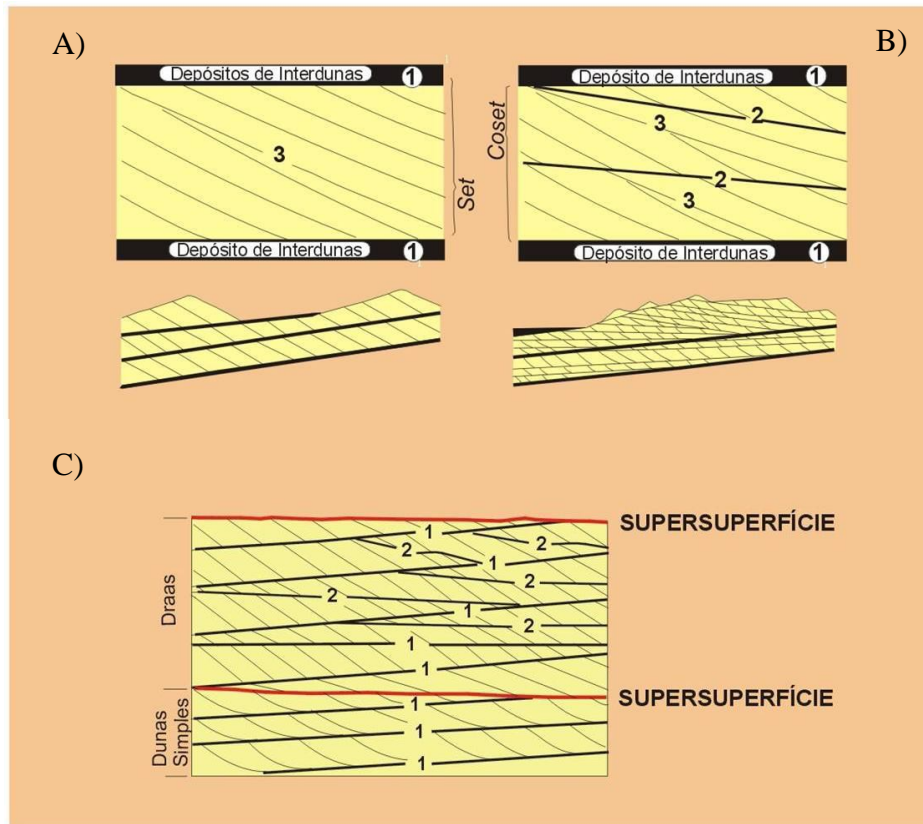 A)
B)
Depósitos de Interdunas 1
3
Set
Depósito de Interdunas 1
Depósito de Interdunas 1
2
3
2
3
Coset
Depósito de Interdunas 1
C)
SUPERSUPERFÍCIE
1
2
2
1
2
2
1
2
1
1
Draas
SUPERSUPERFÍCIE
1
1
1
Dunas
Simples